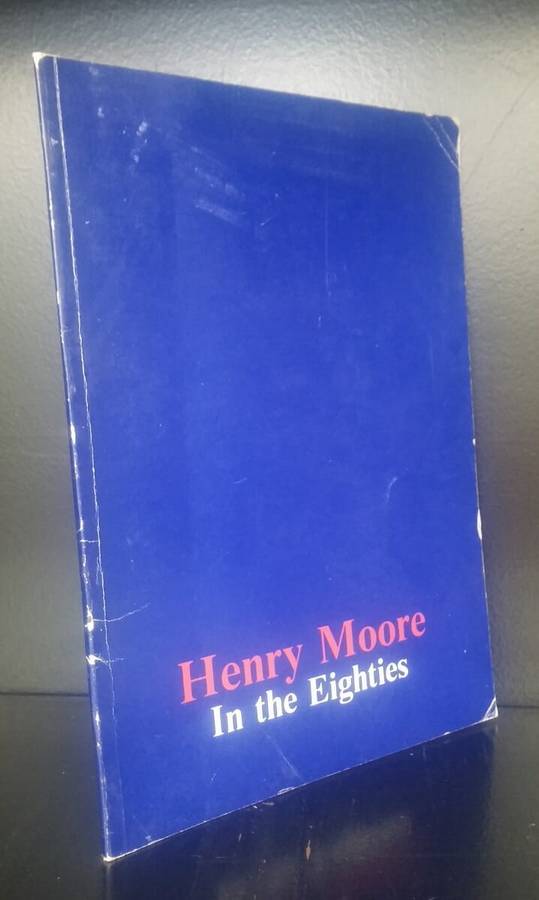 Henry Moore
In the Eighties